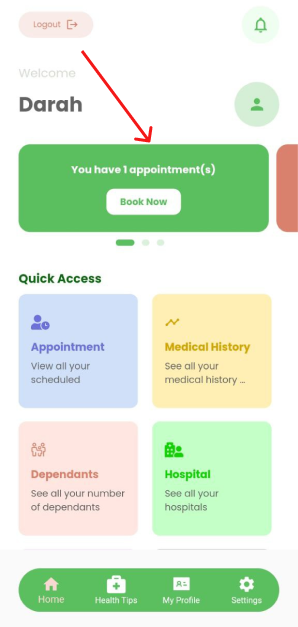 Logout
Welcome
Darah
You have 1 appointment(s)
Book Now
Quick Access
Appointment
View all your
scheduled
Medical History
See all your
medical history ...
Dependants
See all your number
of dependants
Hospital
See all your
hospitals
Home
Health Tips
My Profile
Settings